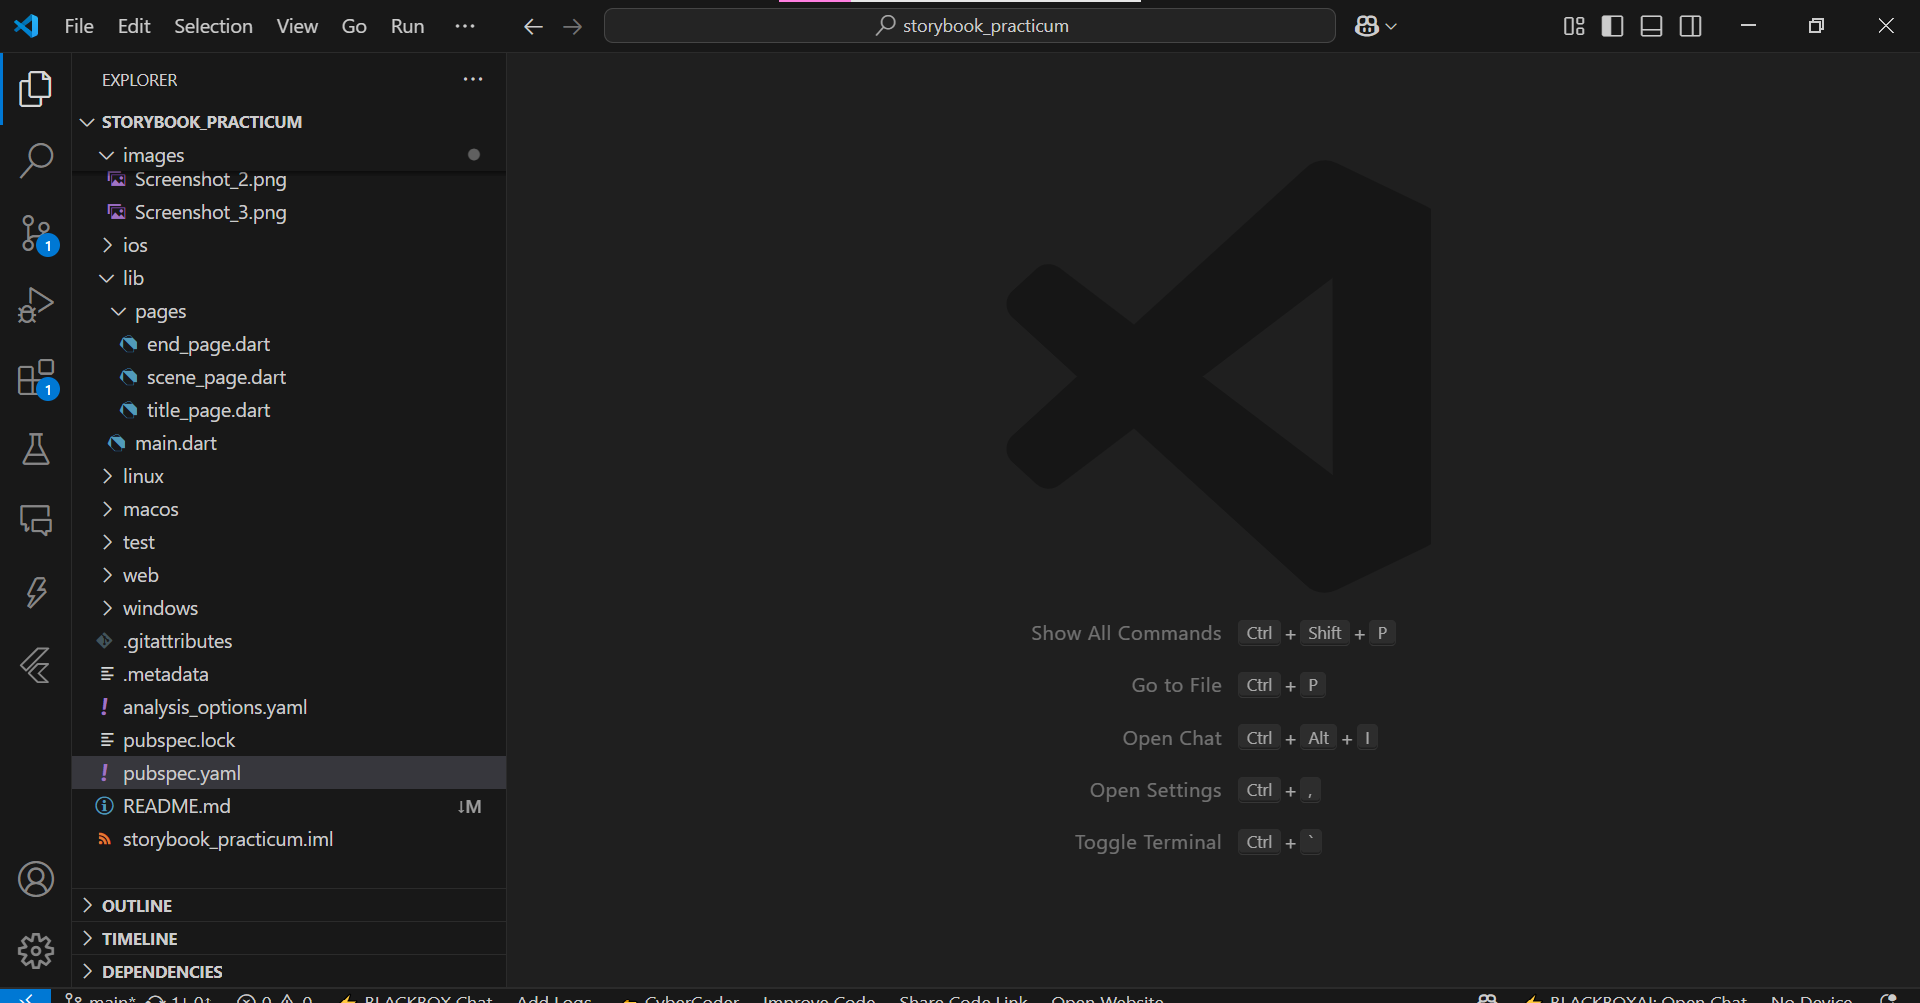 File Edit Selection View Go Run ···
storybook_practicum
EXPLORER
STORYBOOK_PRACTICUM
images
Screenshot_2.png
Screenshot_3.png
ios
lib
pages
end_page.dart
scene_page.dart
title_page.dart
main.dart
linux
macos
test
web
windows
.gitattributes
.metadata
analysis_options.yaml
pubspec.lock
pubspec.yaml
README.md ↓M
storybook_practicum.iml
OUTLINE
TIMELINE
DEPENDENCIES
1
1
Show All Commands Ctrl + Shift + P
Go to File Ctrl + P
Open Chat Ctrl + Alt + I
Open Settings Ctrl + ,
Toggle Terminal Ctrl + `
main* 1↓ 0↑ 0 0 BLACKBOX Chat Add Logs CyberCoder Improve Code Share Code Link Open Website BLACKBOXAI: Open Chat No Device